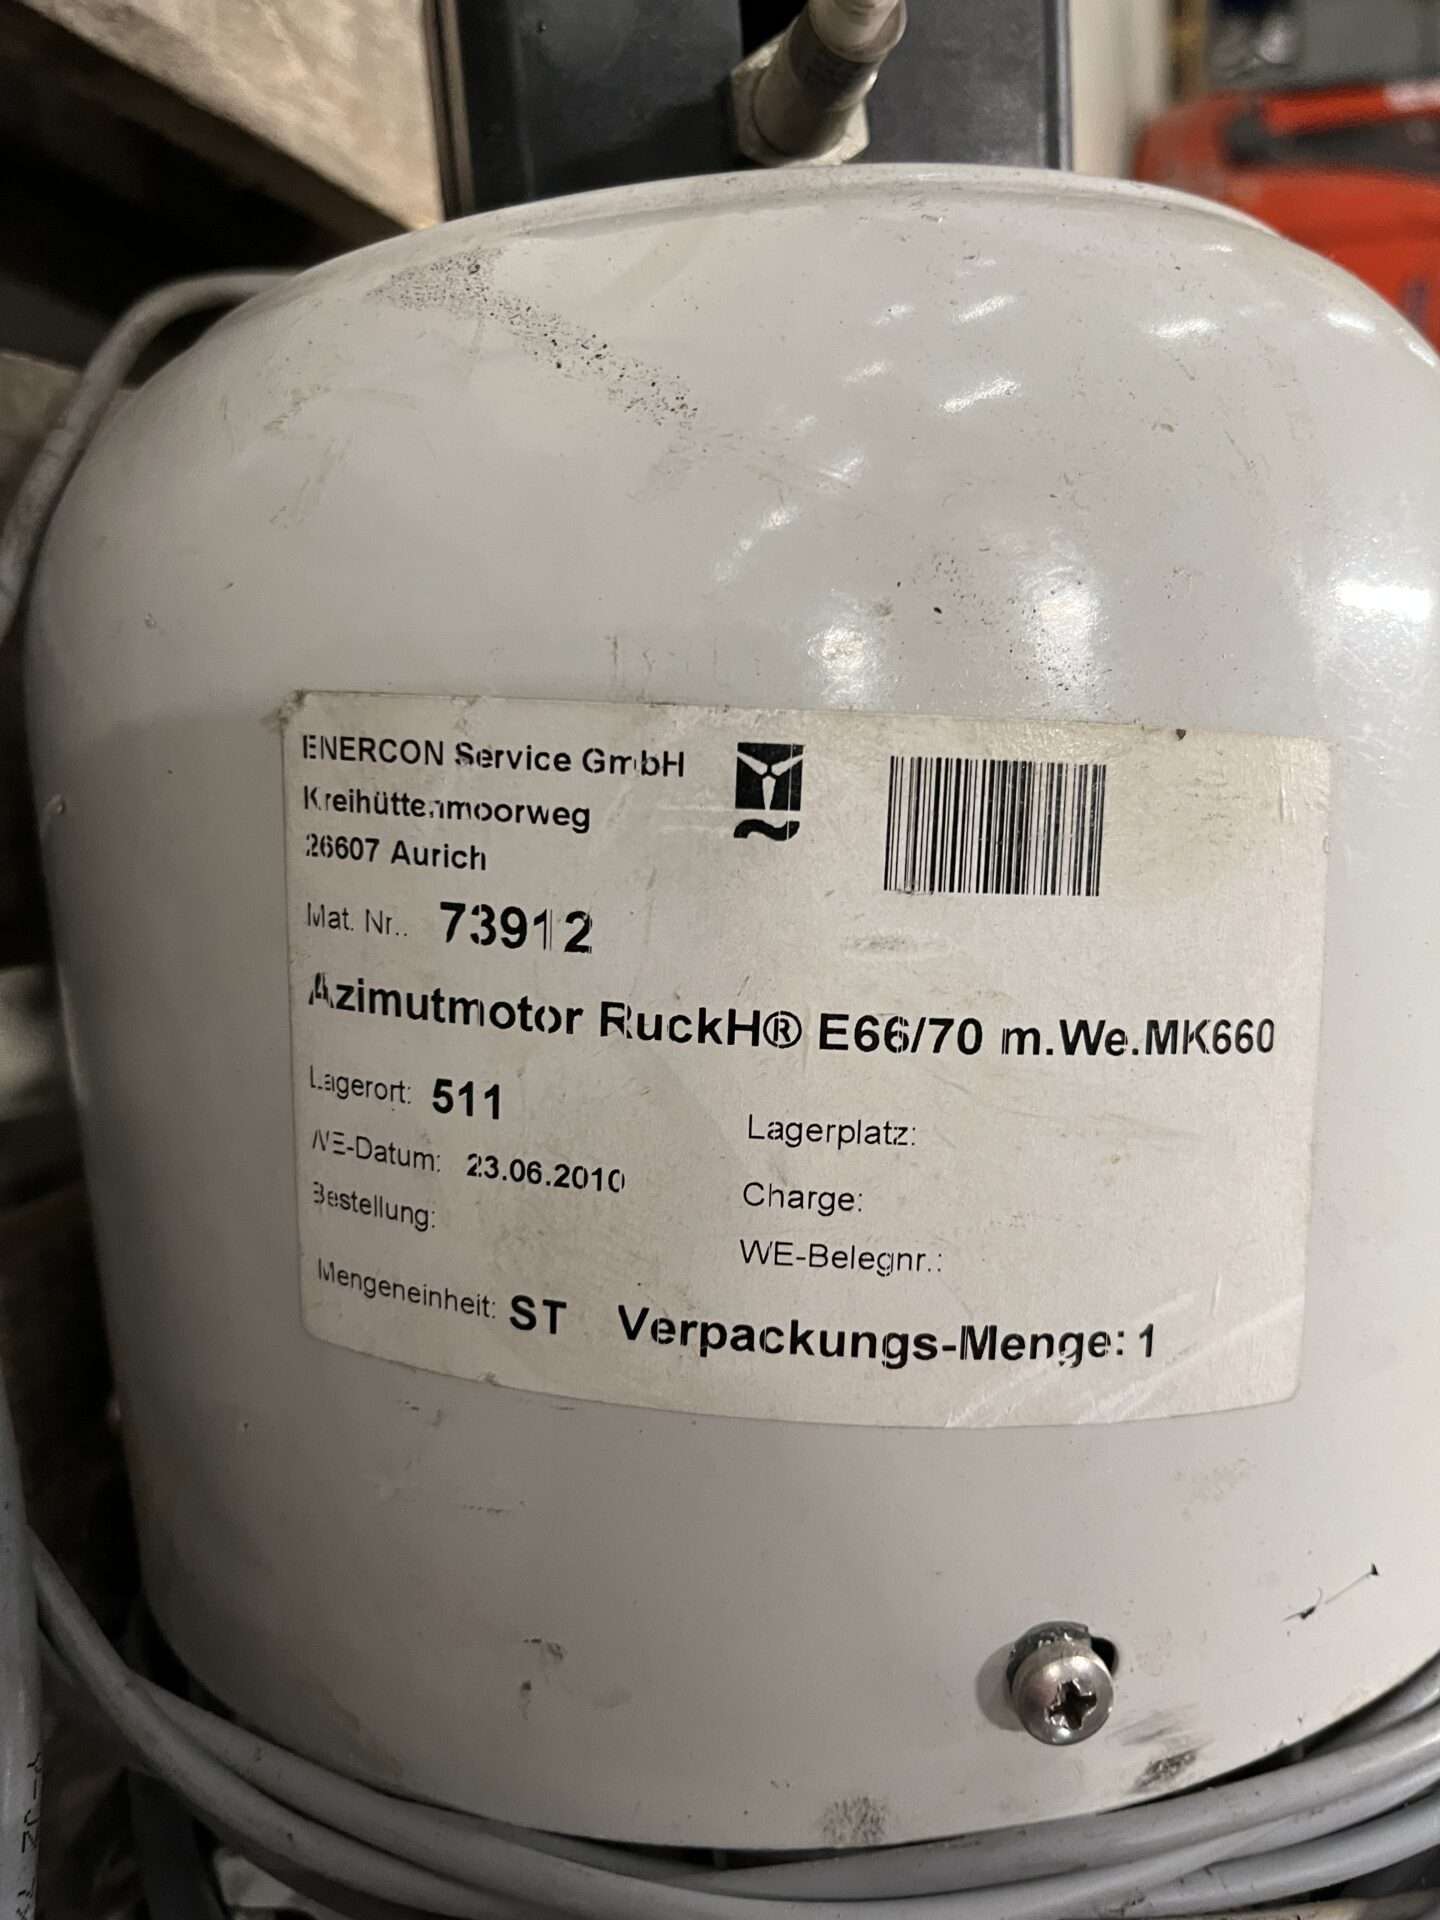 ENERCON Service GmbH
Kreihüttenmoorweg
26607 Aurich
Mat. Nr.: 73912
Azimutmotor RuckH® E66/70 m.We.MK660
Lagerort: 511
Lagerplatz:
WE-Datum: 23.06.2010
Charge:
Bestellung:
WE-Belegnr.:
Mengeneinheit: ST Verpackungs-Menge: 1